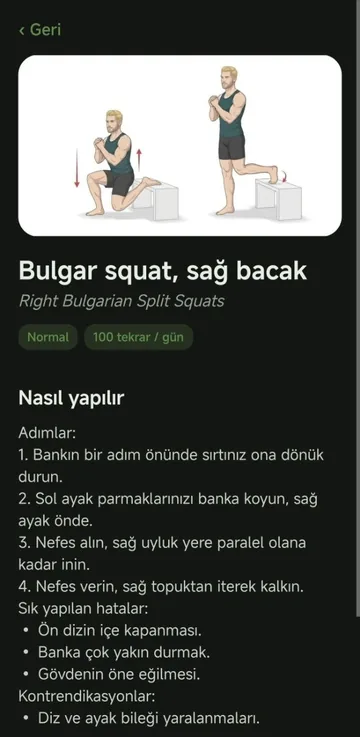 ‹ Geri
Bulgar squat, sağ bacak
Right Bulgarian Split Squats
Normal
100 tekrar / gün
Nasıl yapılır
Adımlar:
1. Bankın bir adım önünde sırtınız ona dönük
durun.
2. Sol ayak parmaklarınızı banka koyun, sağ
ayak önde.
3. Nefes alın, sağ uyluk yere paralel olana
kadar inin.
4. Nefes verin, sağ topuktan iterek kalkın.
Sık yapılan hatalar:
• Ön dizin içe kapanması.
• Banka çok yakın durmak.
• Gövdenin öne eğilmesi.
Kontrendikasyonlar:
• Diz ve ayak bileği yaralanmaları.